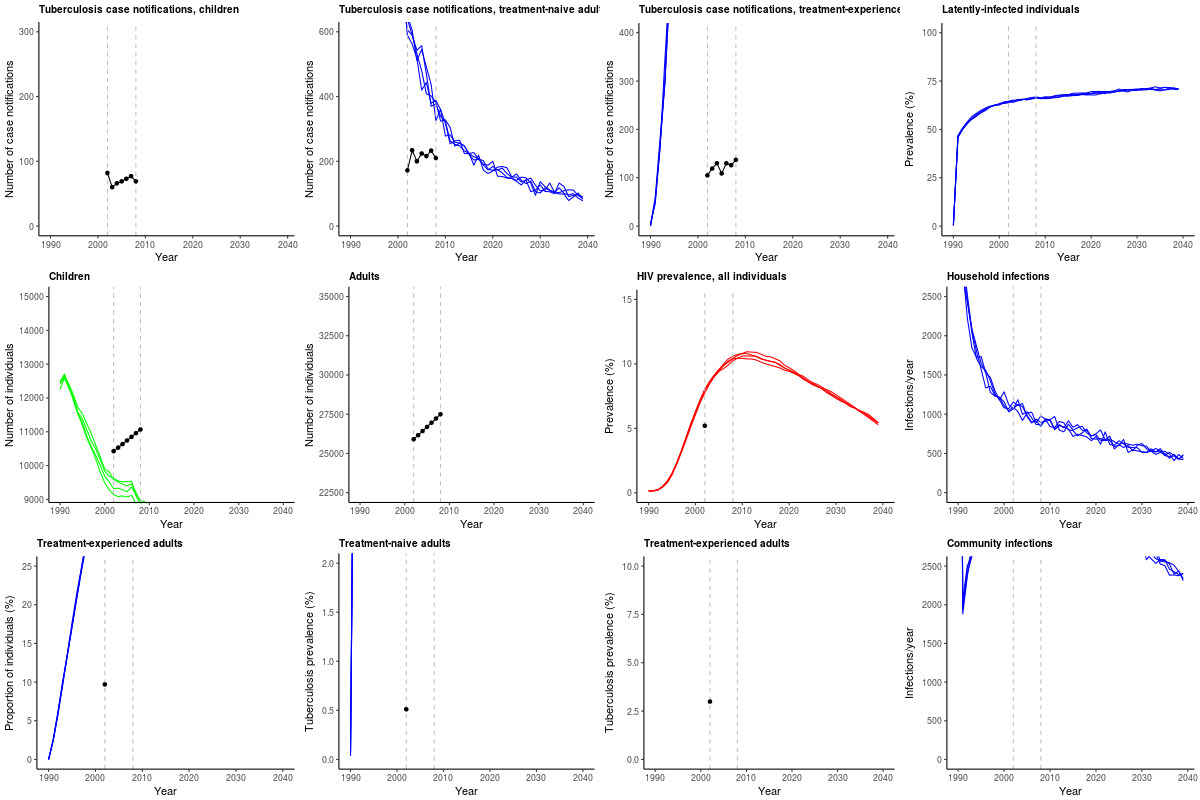 Tuberculosis case notifications, children
Number of case notifications
300
200
100
0
1990 2000 2010 2020 2030 2040
Year
Tuberculosis case notifications, treatment-naive adul
Number of case notifications
600
400
200
0
1990 2000 2010 2020 2030 2040
Year
Tuberculosis case notifications, treatment-experience
Number of case notifications
400
300
200
100
0
1990 2000 2010 2020 2030 2040
Year
Latently-infected individuals
Prevalence (%)
100
75
50
25
0
1990 2000 2010 2020 2030 2040
Year
Children
Number of individuals
15000
14000
13000
12000
11000
10000
9000
1990 2000 2010 2020 2030 2040
Year
Adults
Number of individuals
35000
32500
30000
27500
25000
22500
1990 2000 2010 2020 2030 2040
Year
HIV prevalence, all individuals
Prevalence (%)
15
10
5
0
1990 2000 2010 2020 2030 2040
Year
Household infections
Infections/year
2500
2000
1500
1000
500
0
1990 2000 2010 2020 2030 2040
Year
Treatment-experienced adults
Proportion of individuals (%)
25
20
15
10
5
0
1990 2000 2010 2020 2030 2040
Year
Treatment-naive adults
Tuberculosis prevalence (%)
2.0
1.5
1.0
0.5
0.0
1990 2000 2010 2020 2030 2040
Year
Treatment-experienced adults
Tuberculosis prevalence (%)
10.0
7.5
5.0
2.5
0.0
1990 2000 2010 2020 2030 2040
Year
Community infections
Infections/year
2500
2000
1500
1000
500
0
1990 2000 2010 2020 2030 2040
Year